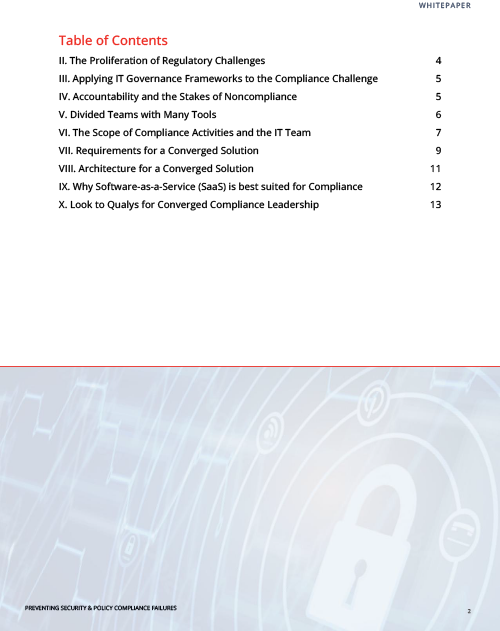 WHITEPAPER
Table of Contents
II. The Proliferation of Regulatory Challenges 4
III. Applying IT Governance Frameworks to the Compliance Challenge 5
IV. Accountability and the Stakes of Noncompliance 5
V. Divided Teams with Many Tools 6
VI. The Scope of Compliance Activities and the IT Team 7
VII. Requirements for a Converged Solution 9
VIII. Architecture for a Converged Solution 11
IX. Why Software-as-a-Service (SaaS) is best suited for Compliance 12
X. Look to Qualys for Converged Compliance Leadership 13
PREVENTING SECURITY & POLICY COMPLIANCE FAILURES 2